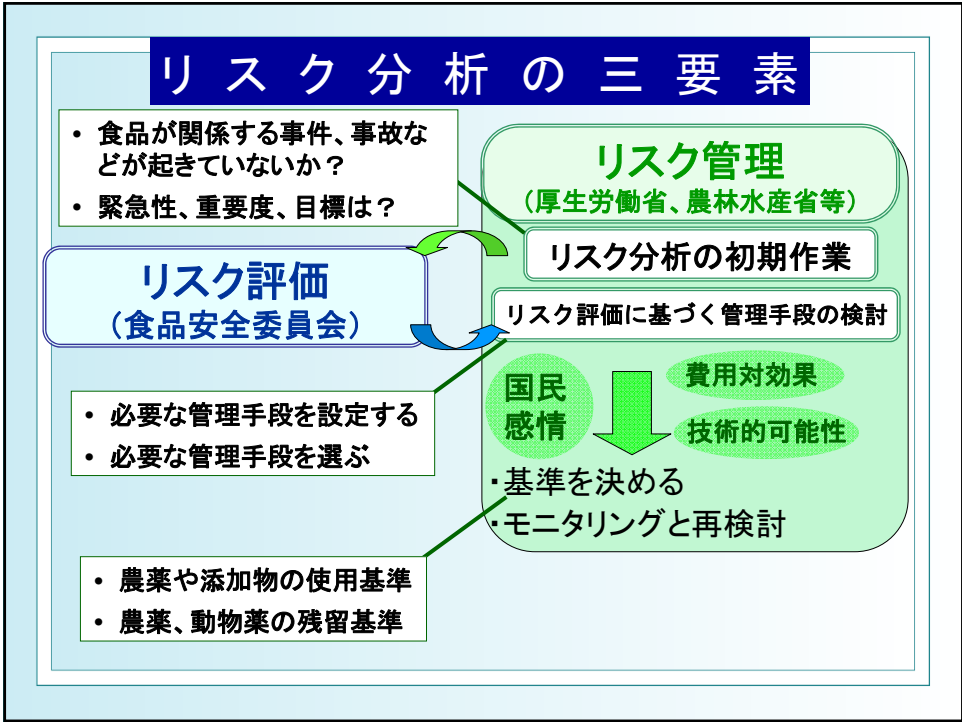 リスク分析の三要素
• 食品が関係する事件、事故な
どが起きていないか？
• 緊急性、重要度、目標は？
リスク管理
（厚生労働省、農林水産省等）
リスク分析の初期作業
リスク評価
（食品安全委員会）
リスク評価に基づく管理手段の検討
国民
感情
費用対効果
技術的可能性
• 必要な管理手段を設定する
• 必要な管理手段を選ぶ
・基準を決める
・モニタリングと再検討
• 農薬や添加物の使用基準
• 農薬、動物薬の残留基準